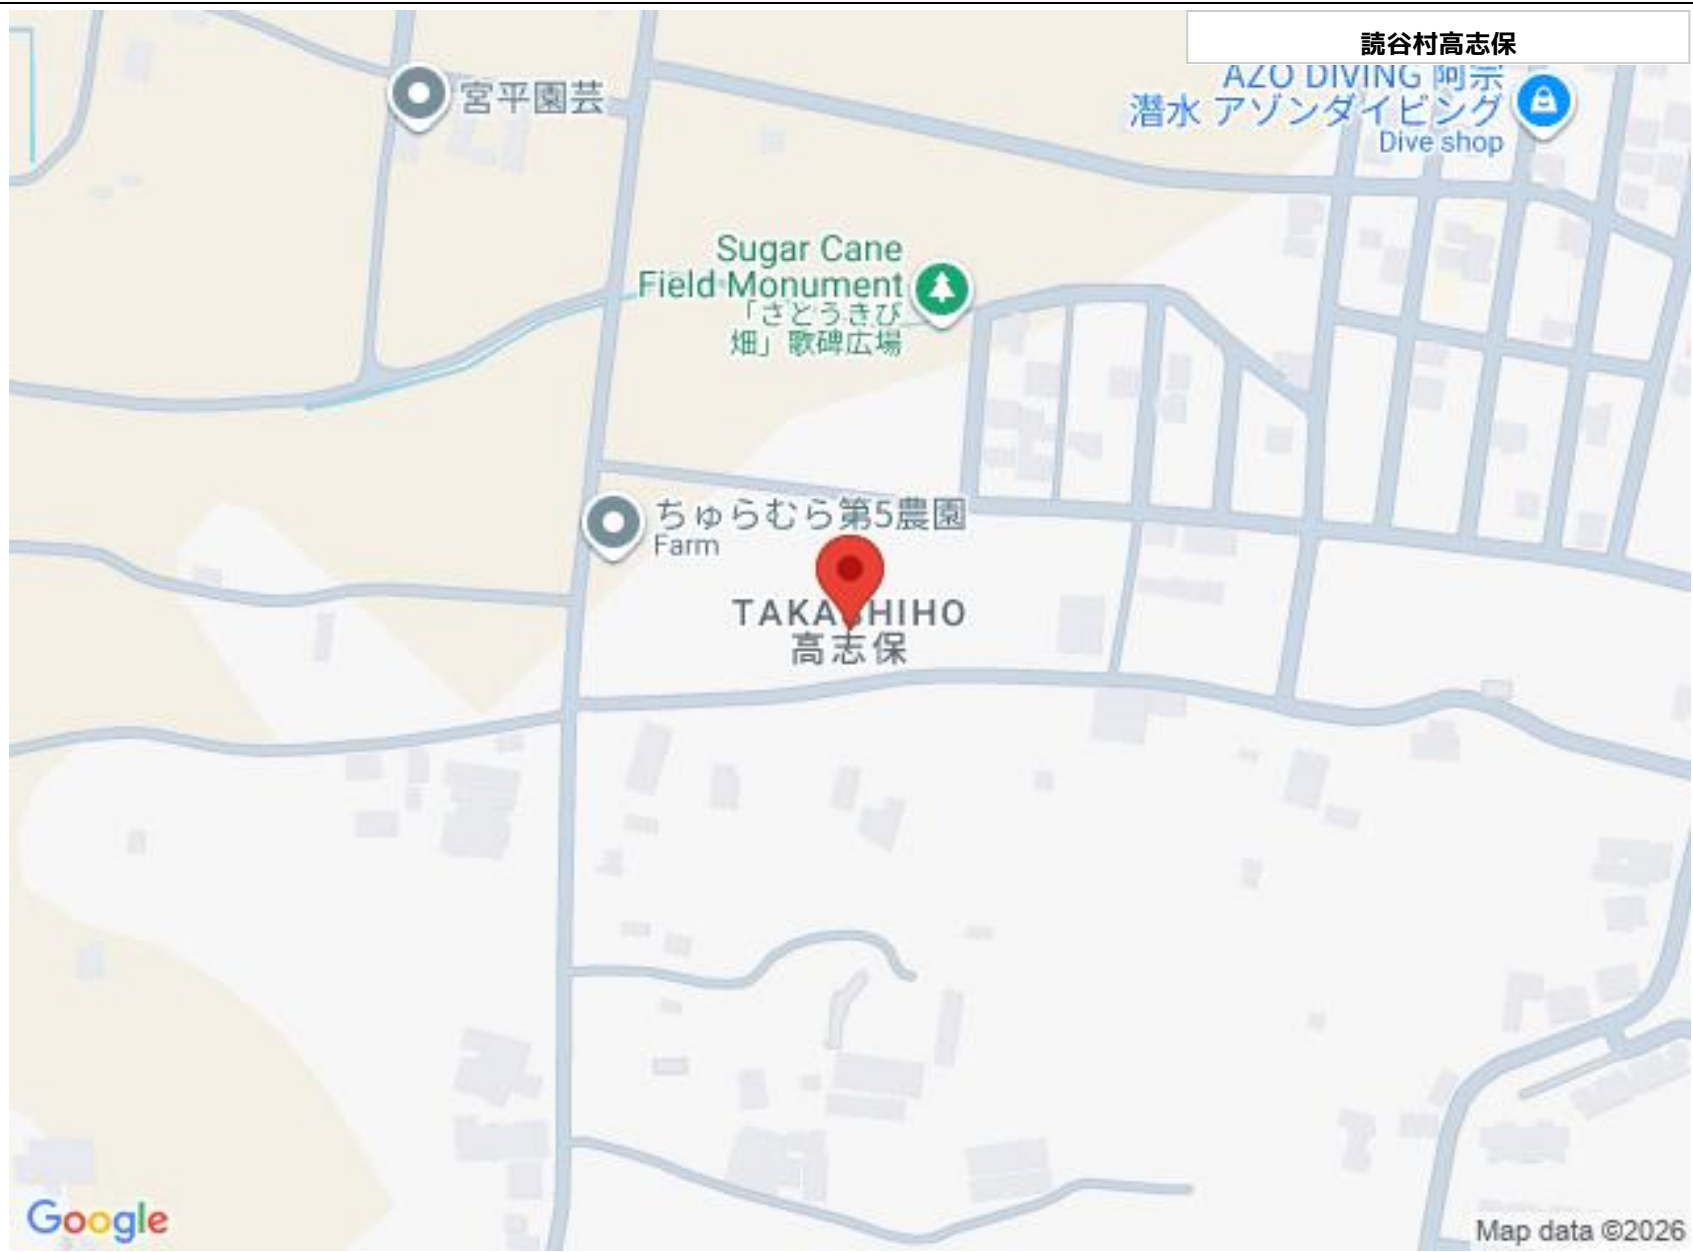 読谷村高志保
AZO DIVING 阿宗
潜水 アゾンダイビング
Dive shop
宮平園芸
Sugar Cane
Field Monument
「さとうきび
畑」歌碑広場
ちゅらむら第5農園
Farm
TAKASHIHO
高志保
Google
Map data ©2026